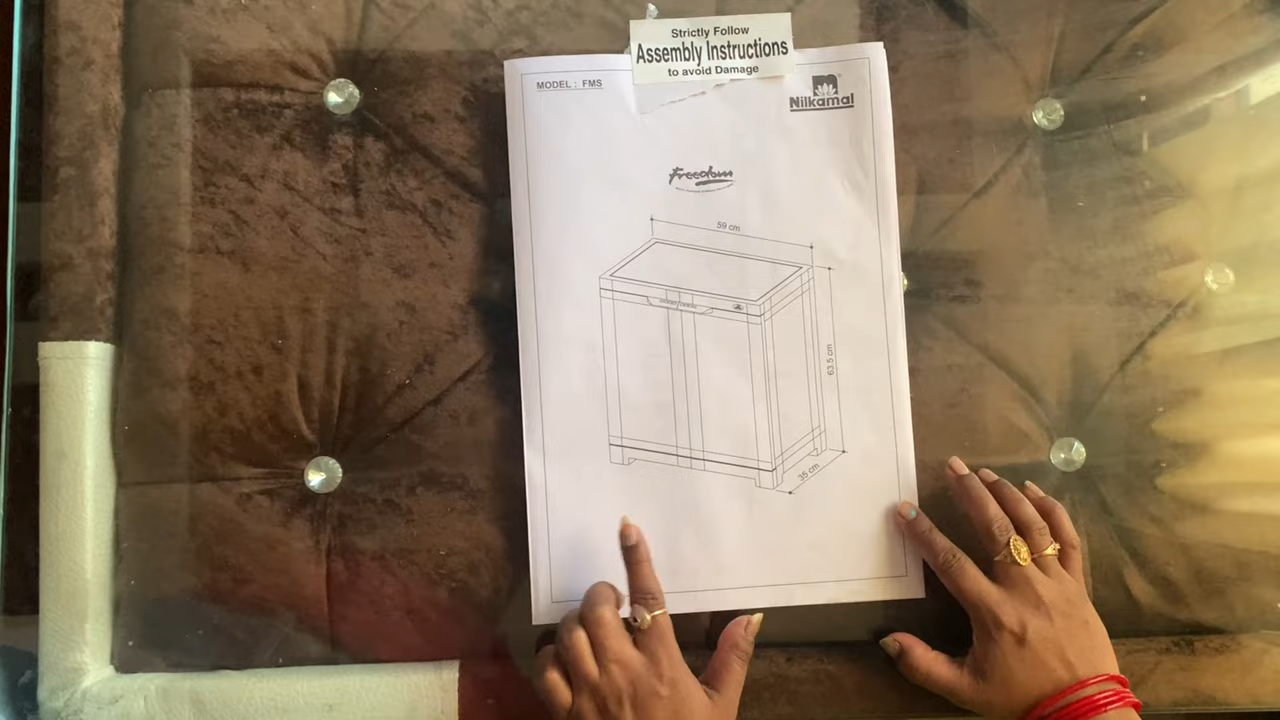 Strictly Follow
Assembly Instructions
to avoid Damage
MODEL : FMS
Nilkamal
Freedom
59 cm
63.5 cm
35 cm